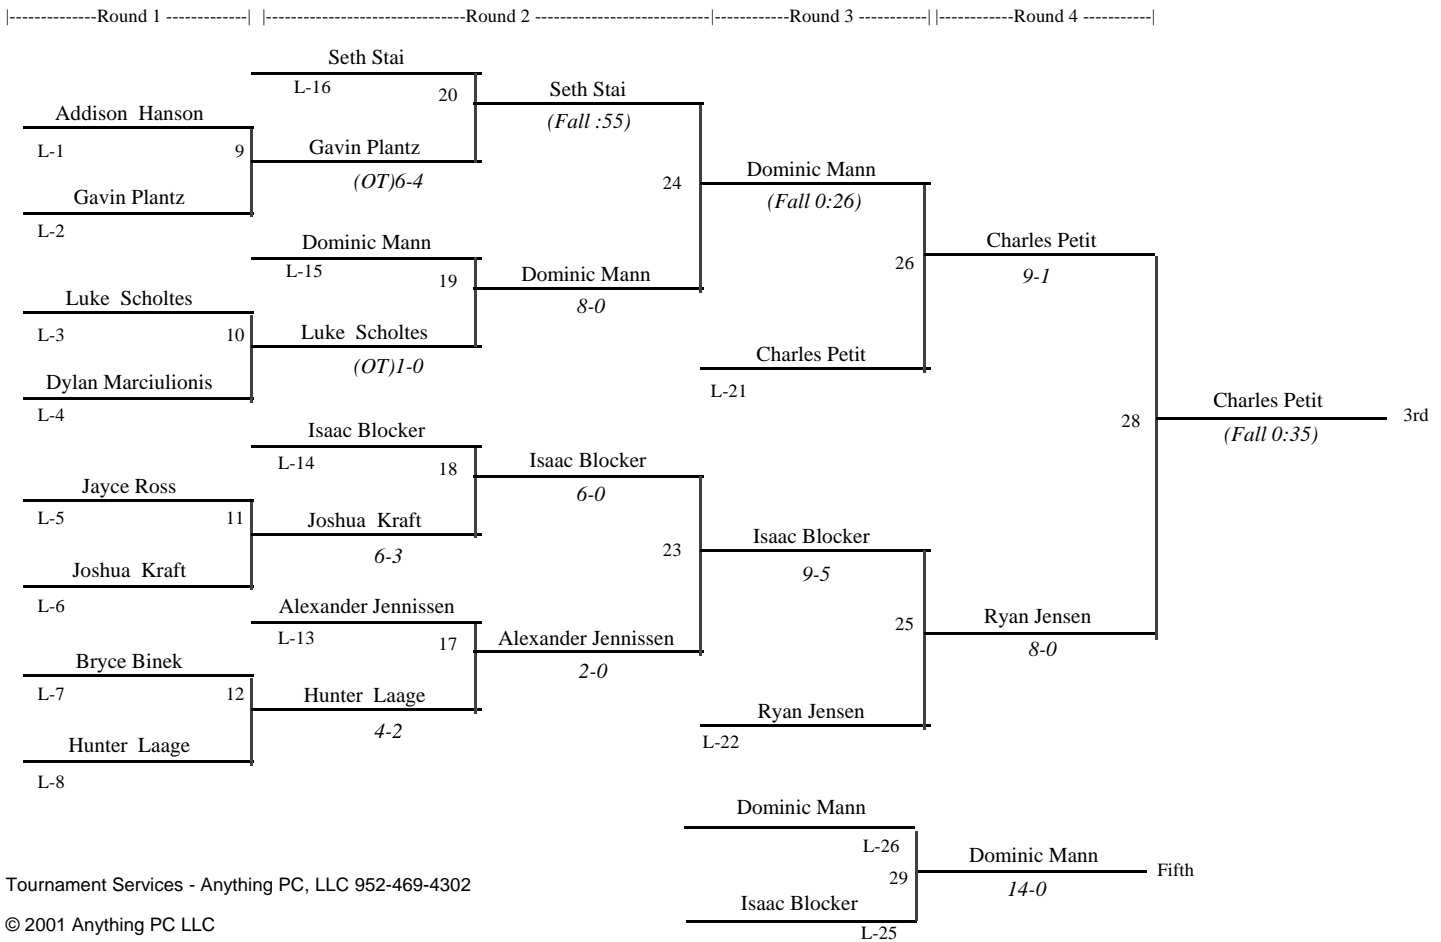 |--------------Round 1 -------------| |--------------------------------Round 2 ----------------------------|------------Round 3 -----------| |------------Round 4 -----------|
Seth Stai
L-16
20
Seth Stai
(Fall :55)
Addison Hanson
L-1
9
Gavin Plantz
(OT)6-4
Gavin Plantz
L-2
24
Dominic Mann
(Fall 0:26)
Dominic Mann
L-15
19
Dominic Mann
8-0
Luke Scholtes
L-3
10
Luke Scholtes
(OT)1-0
Dylan Marciulionis
L-4
26
Charles Petit
9-1
Charles Petit
L-21
28
Charles Petit
(Fall 0:35)
3rd
Isaac Blocker
L-14
18
Isaac Blocker
6-0
Jayce Ross
L-5
11
Joshua Kraft
6-3
Joshua Kraft
L-6
23
Isaac Blocker
9-5
Alexander Jennissen
L-13
17
Alexander Jennissen
2-0
Bryce Binek
L-7
12
Hunter Laage
4-2
Hunter Laage
L-8
25
Ryan Jensen
8-0
Ryan Jensen
L-22
Dominic Mann
L-26
29
Dominic Mann
14-0
Fifth
Isaac Blocker
L-25
Tournament Services - Anything PC, LLC 952-469-4302
© 2001 Anything PC LLC